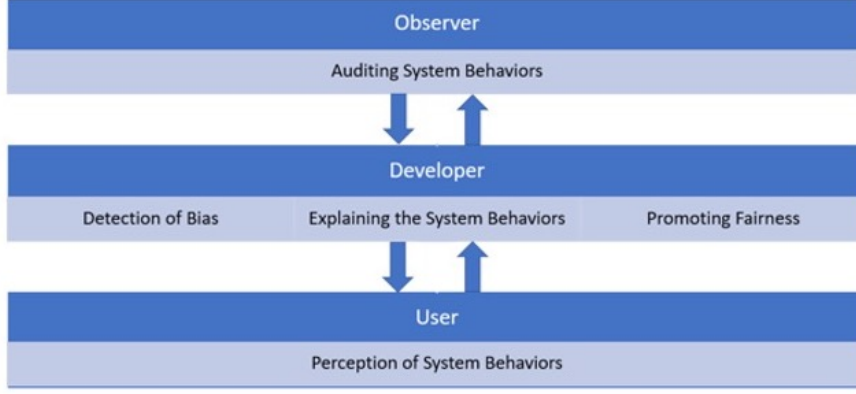 Observer
Auditing System Behaviors
Developer
Detection of Bias
Explaining the System Behaviors
Promoting Fairness
User
Perception of System Behaviors